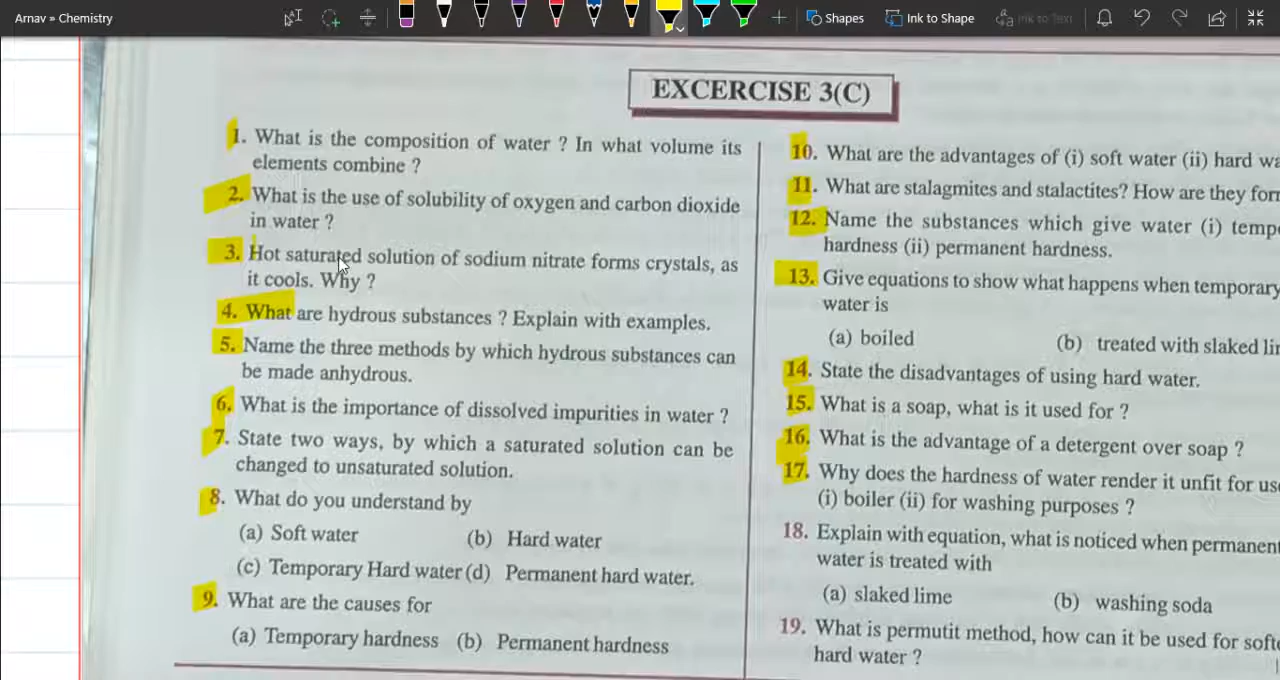 Arnav » Chemistry
Shapes
Ink to Shape
Ink to Text
EXCERCISE 3(C)
1. What is the composition of water ? In what volume its
elements combine ?
2. What is the use of solubility of oxygen and carbon dioxide
in water ?
3. Hot saturated solution of sodium nitrate forms crystals, as
it cools. Why ?
4. What are hydrous substances ? Explain with examples.
5. Name the three methods by which hydrous substances can
be made anhydrous.
6. What is the importance of dissolved impurities in water ?
7. State two ways, by which a saturated solution can be
changed to unsaturated solution.
8. What do you understand by
(a) Soft water (b) Hard water
(c) Temporary Hard water (d) Permanent hard water.
9. What are the causes for
(a) Temporary hardness (b) Permanent hardness
10. What are the advantages of (i) soft water (ii) hard
11. What are stalagmites and stalactites? How are they
12. Name the substances which give water (i)
hardness (ii) permanent hardness.
13. Give equations to show what happens when temporary
water is
(a) boiled (b) treated with slaked
14. State the disadvantages of using hard water.
15. What is a soap, what is it used for ?
16. What is the advantage of a detergent over soap ?
17. Why does the hardness of water render it unfit for
(i) boiler (ii) for washing purposes ?
18. Explain with equation, what is noticed when permanent
water is treated with
(a) slaked lime (b) washing soda
19. What is permutit method, how can it be used for
hard water ?